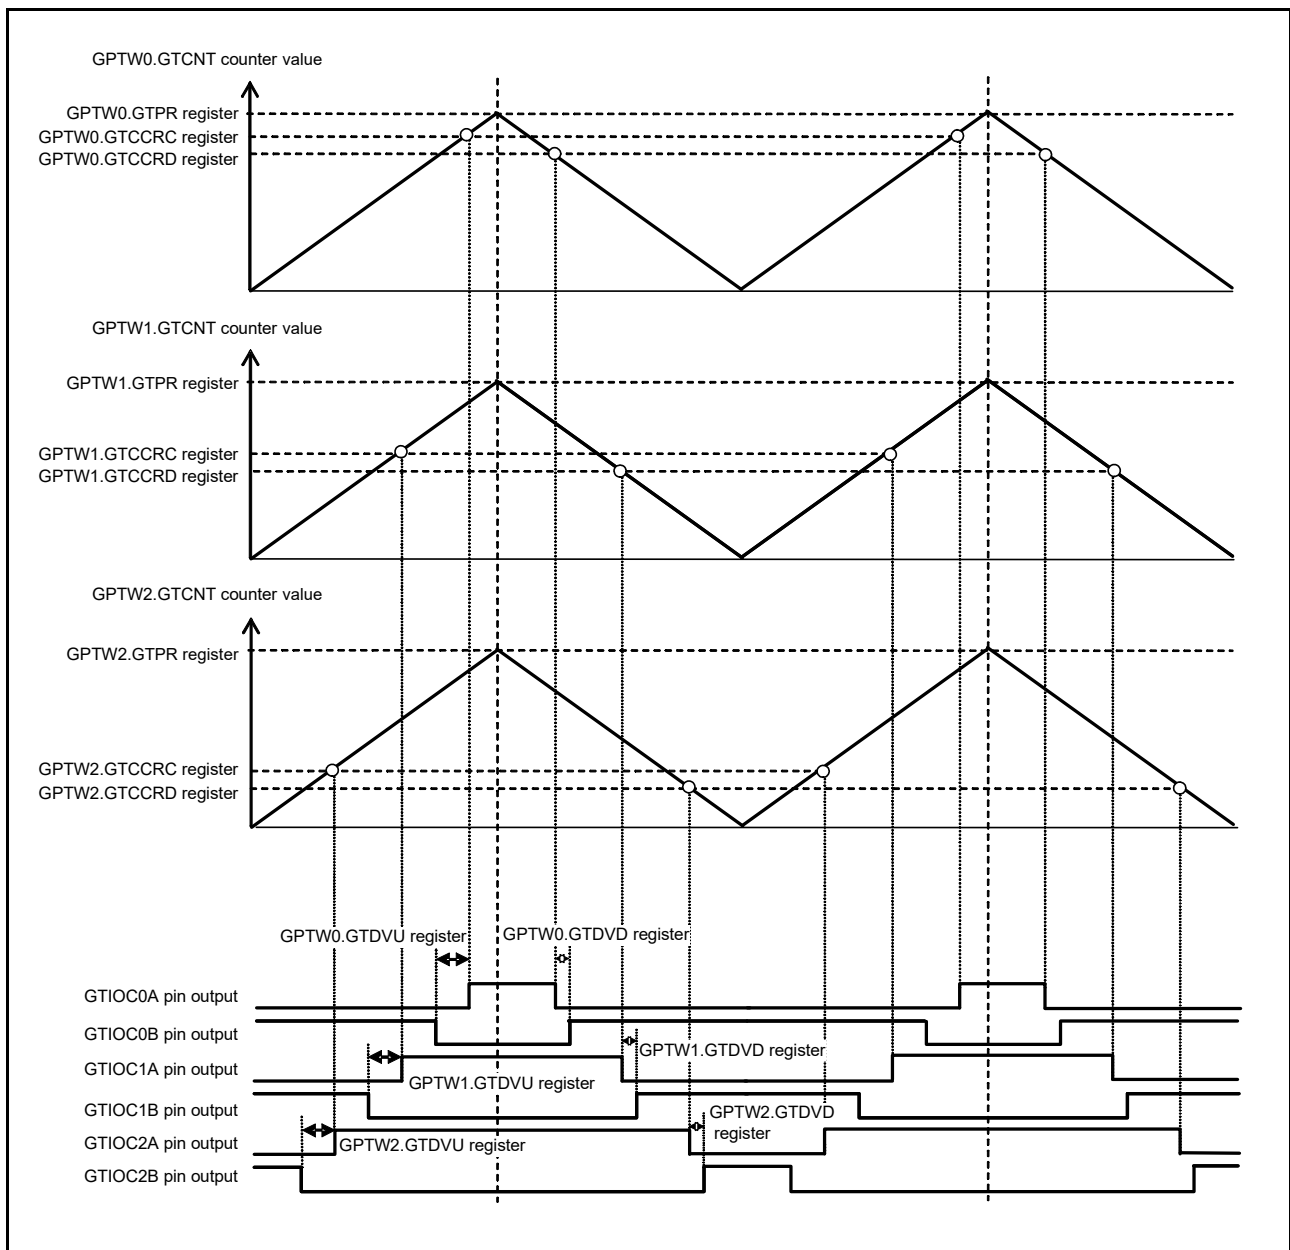 GPTW0.GTCNT counter value
GPTW0.GTPR register
GPTW0.GTCCRC register
GPTW0.GTCCRD register
GPTW1.GTCNT counter value
GPTW1.GTPR register
GPTW1.GTCCRC register
GPTW1.GTCCRD register
GPTW2.GTCNT counter value
GPTW2.GTPR register
GPTW2.GTCCRC register
GPTW2.GTCCRD register
GPTW0.GTDVU register
GPTW0.GTDVD register
GTIOC0A pin output
GTIOC0B pin output
GPTW1.GTDVD register
GTIOC1A pin output
GPTW1.GTDVU register
GTIOC1B pin output
GPTW2.GTDVD
register
GTIOC2A pin output
GPTW2.GTDVU register
GTIOC2B pin output